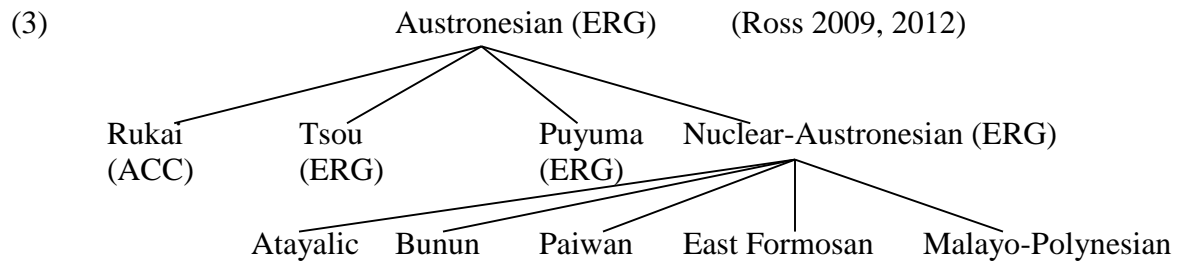 (3) Austronesian (ERG) (Ross 2009, 2012)
Rukai Tsou Puyuma Nuclear-Austronesian (ERG)
(ACC) (ERG) (ERG)
Atayalic Bunun Paiwan East Formosan Malayo-Polynesian